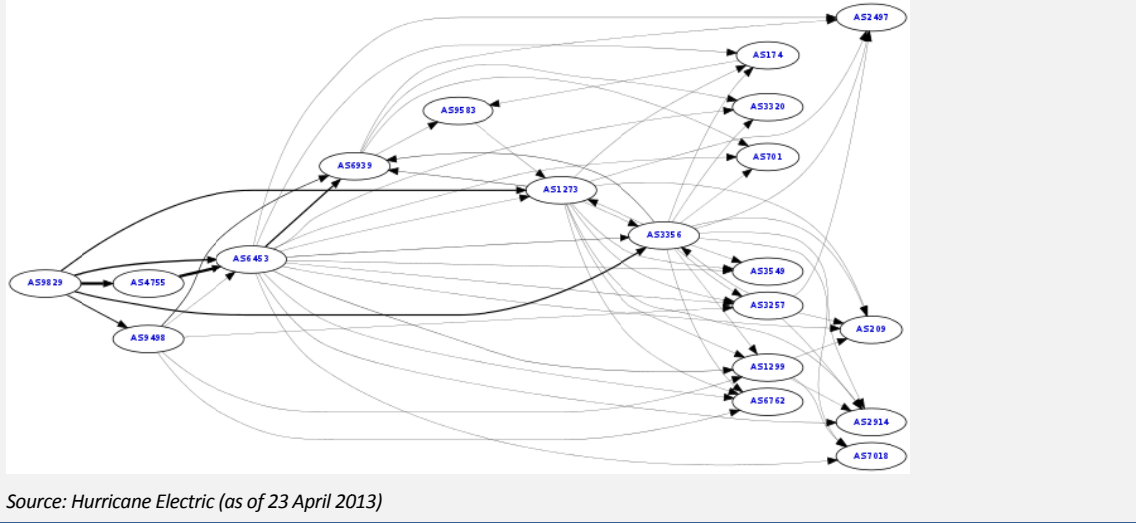 AS2497
AS174
AS9583
AS3320
AS701
AS6939
AS1273
AS3356
AS6453
AS9829
AS4755
AS3549
AS3257
AS209
AS9498
AS1299
AS6762
AS2914
AS7018
Source: Hurricane Electric (as of 23 April 2013)